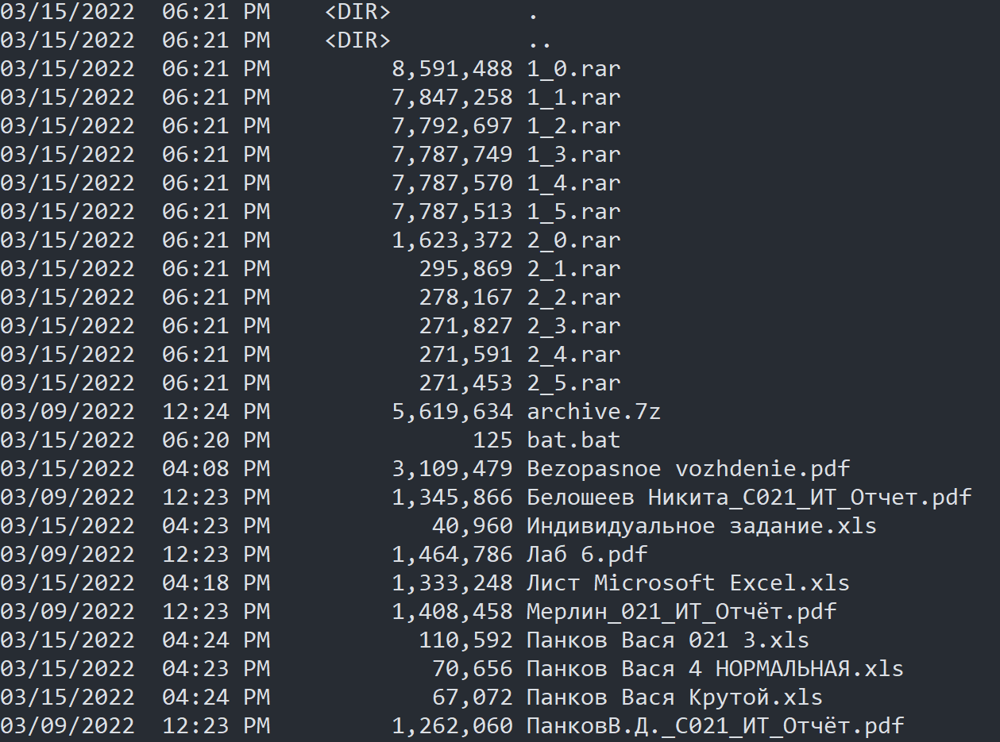 03/15/2022  06:21 PM    <DIR>          .
03/15/2022  06:21 PM    <DIR>          ..
03/15/2022  06:21 PM         8,591,488 1_0.rar
03/15/2022  06:21 PM         7,847,258 1_1.rar
03/15/2022  06:21 PM         7,792,697 1_2.rar
03/15/2022  06:21 PM         7,787,749 1_3.rar
03/15/2022  06:21 PM         7,787,570 1_4.rar
03/15/2022  06:21 PM         7,787,513 1_5.rar
03/15/2022  06:21 PM         1,623,372 2_0.rar
03/15/2022  06:21 PM           295,869 2_1.rar
03/15/2022  06:21 PM           278,167 2_2.rar
03/15/2022  06:21 PM           271,827 2_3.rar
03/15/2022  06:21 PM           271,591 2_4.rar
03/15/2022  06:21 PM           271,453 2_5.rar
03/09/2022  12:24 PM         5,619,634 archive.7z
03/15/2022  06:20 PM               125 bat.bat
03/15/2022  04:08 PM         3,109,479 Bezopasnoe vozhdenie.pdf
03/09/2022  12:23 PM         1,345,866 Белошеев Никита_С021_ИТ_Отчет.pdf
03/15/2022  04:23 PM            40,960 Индивидуальное задание.xls
03/09/2022  12:23 PM         1,464,786 Лаб 6.pdf
03/15/2022  04:18 PM         1,333,248 Лист Microsoft Excel.xls
03/09/2022  12:23 PM         1,408,458 Мерлин_021_ИТ_Отчёт.pdf
03/15/2022  04:24 PM           110,592 Панков Вася 021 3.xls
03/15/2022  04:23 PM            70,656 Панков Вася 4 НОРМАЛЬНАЯ.xls
03/15/2022  04:24 PM            67,072 Панков Вася Крутой.xls
03/09/2022  12:23 PM         1,262,060 ПанковВ.Д._С021_ИТ_Отчёт.pdf